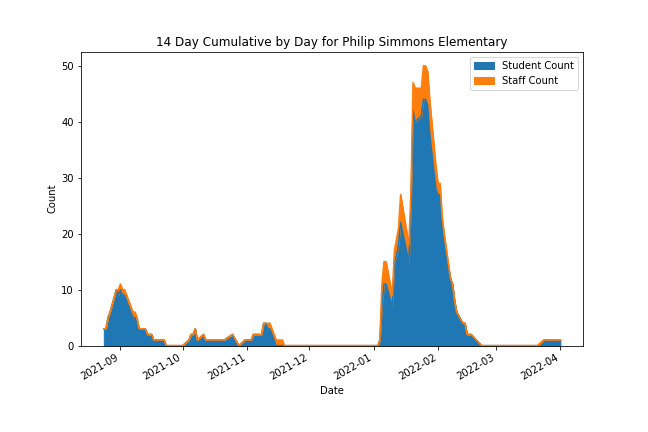 14 Day Cumulative by Day for Philip Simmons Elementary
Student Count
Staff Count
50
40
30
20
10
0
Count
2021-09
2021-10
2021-11
2021-12
2022-01
2022-02
2022-03
2022-04
Date